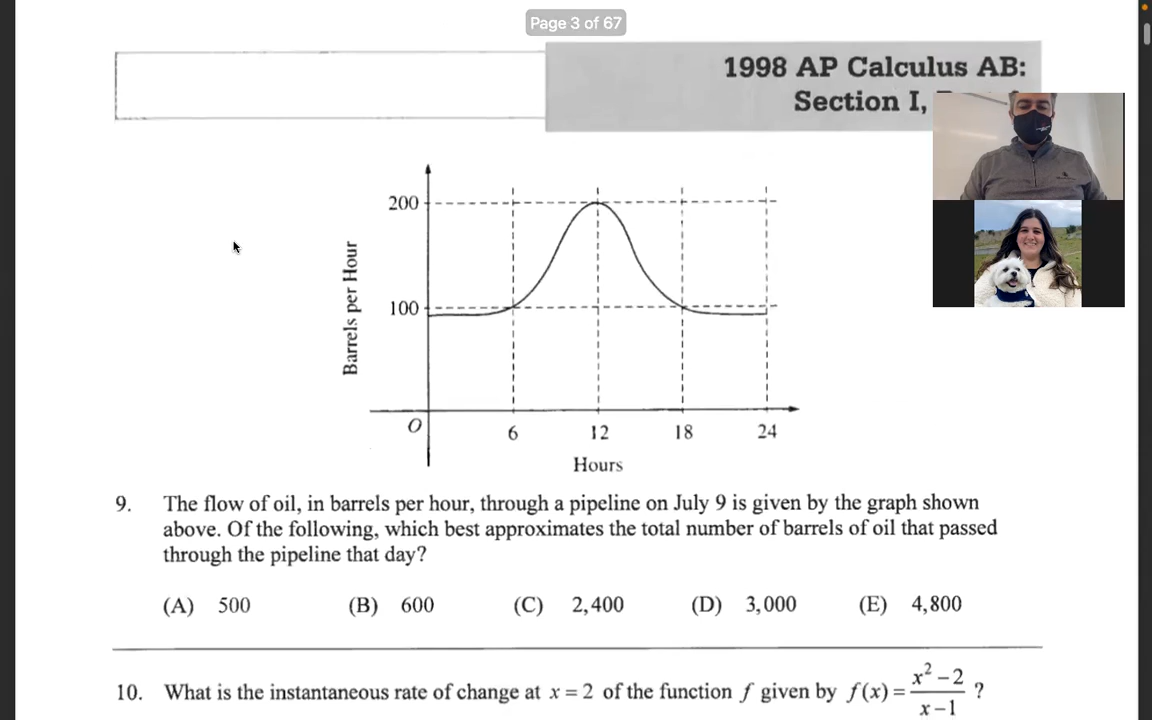 Page 3 of 67
1998 AP Calculus AB:
Section I,
200
100
Barrels per Hour
O
6 12 18 24
Hours
9. The flow of oil, in barrels per hour, through a pipeline on July 9 is given by the graph shown
above. Of the following, which best approximates the total number of barrels of oil that passed
through the pipeline that day?
(A) 500 (B) 600 (C) 2,400 (D) 3,000 (E) 4,800
10. What is the instantaneous rate of change at x = 2 of the function f given by f(x) = \frac{x^2 - 2}{x - 1} ?